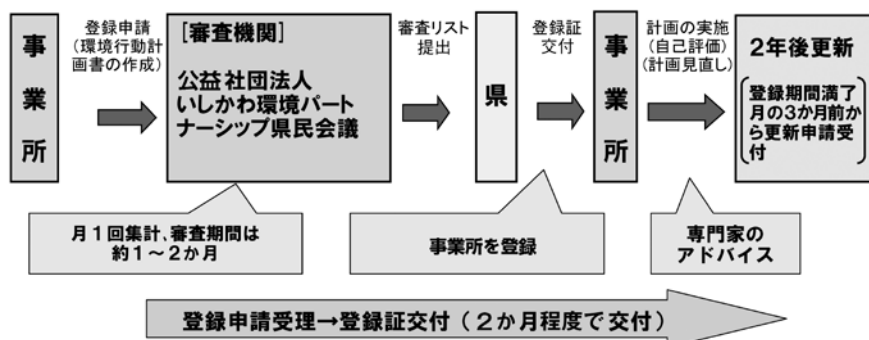 事
業
所
登録申請
(環境行動計
画書の作成)
[審査機関]
公益社団法人
いしかわ環境パート
ナーシップ県民会議
審査リスト
提出
県
登録証
交付
事
業
所
計画の実施
(自己評価)
(計画見直し)
2年後更新
登録期間満了
月の3か月前か
ら更新申請受
付
月1回集計、審査期間は
約1〜2か月
事業所を登録
専門家の
アドバイス
登録申請受理→登録証交付(2か月程度で交付)